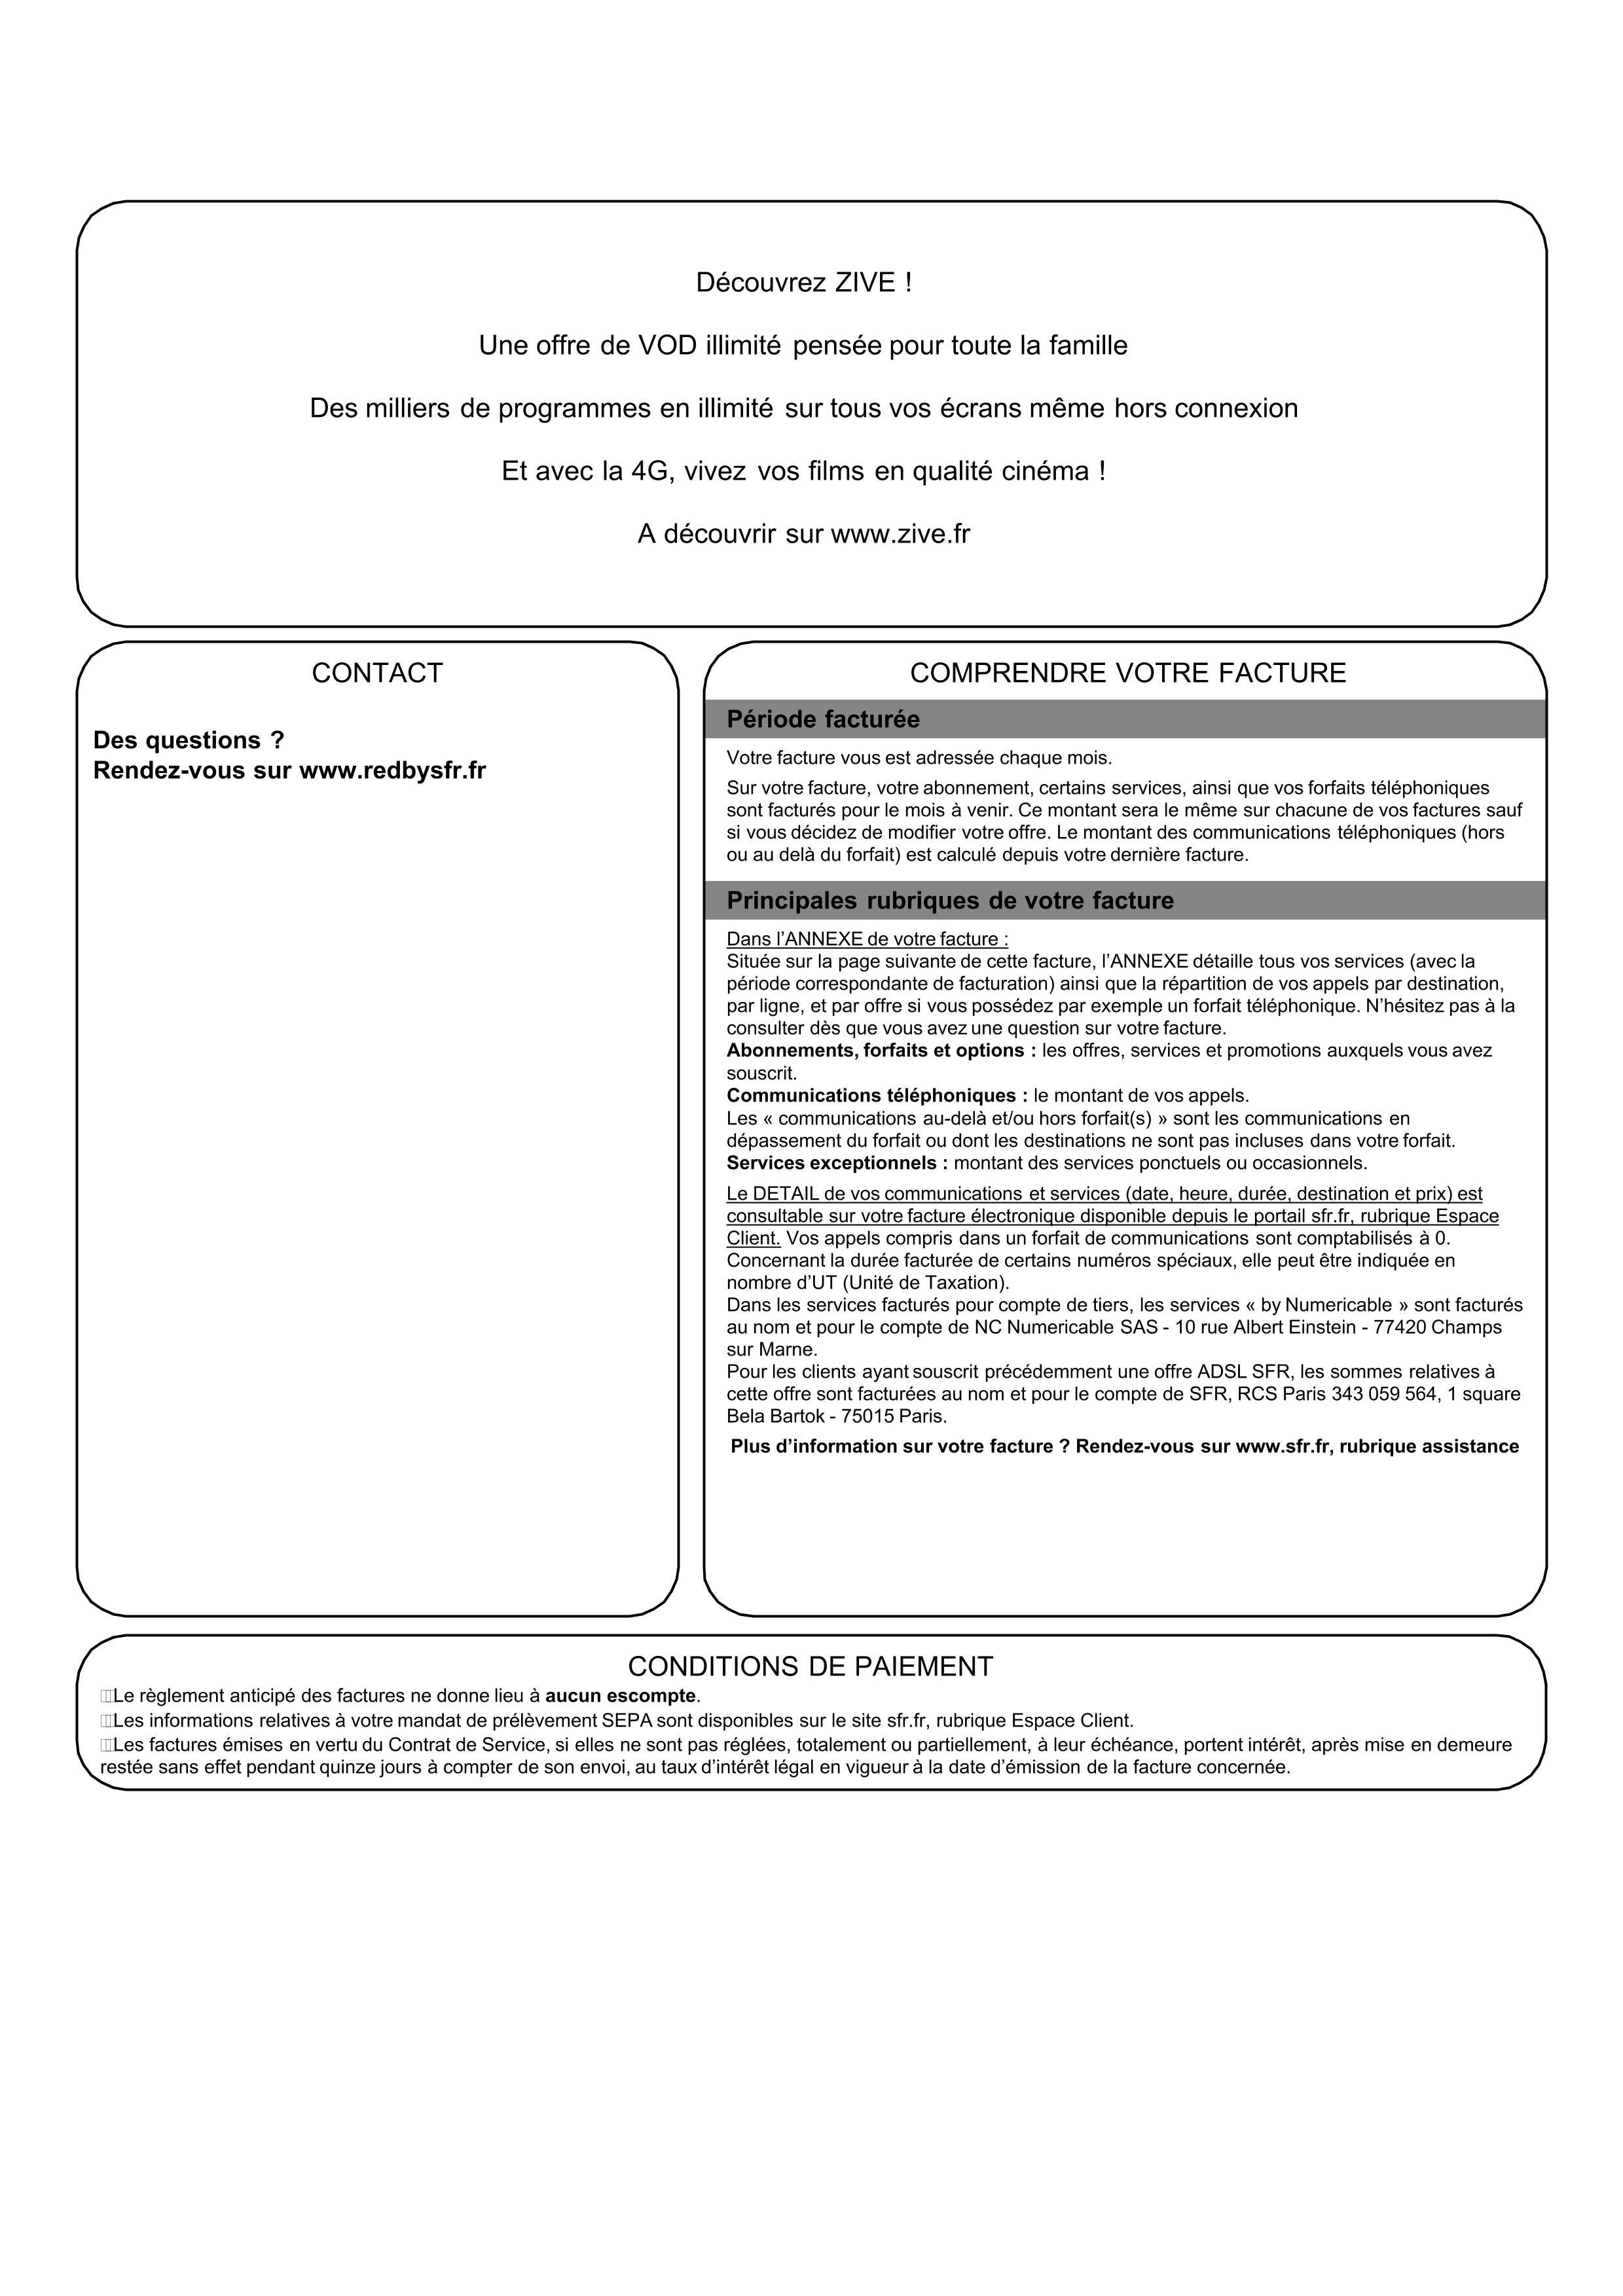 Découvrez ZIVE !
Une offre de VOD illimité pensée pour toute la famille
Des milliers de programmes en illimité sur tous vos écrans même hors connexion
Et avec la 4G, vivez vos films en qualité cinéma !
A découvrir sur www.zive.fr
CONTACT
Des questions ?
Rendez-vous sur www.redbysfr.fr
COMPRENDRE VOTRE FACTURE
Période facturée
Votre facture vous est adressée chaque mois.
Sur votre facture, votre abonnement, certains services, ainsi que vos forfaits téléphoniques
sont facturés pour le mois à venir. Ce montant sera le même sur chacune de vos factures sauf
si vous décidez de modifier votre offre. Le montant des communications téléphoniques (hors
ou au delà du forfait) est calculé depuis votre dernière facture.
Principales rubriques de votre facture
Dans l’ANNEXE de votre facture :
Située sur la page suivante de cette facture, l’ANNEXE détaille tous vos services (avec la
période correspondante de facturation) ainsi que la répartition de vos appels par destination,
par ligne, et par offre si vous possédez par exemple un forfait téléphonique. N’hésitez pas à la
consulter dès que vous avez une question sur votre facture.
Abonnements, forfaits et options : les offres, services et promotions auxquels vous avez
souscrit.
Communications téléphoniques : le montant de vos appels.
Les « communications au-delà et/ou hors forfait(s) » sont les communications en
dépassement du forfait ou dont les destinations ne sont pas incluses dans votre forfait.
Services exceptionnels : montant des services ponctuels ou occasionnels.
Le DETAIL de vos communications et services (date, heure, durée, destination et prix) est
consultable sur votre facture électronique disponible depuis le portail sfr.fr, rubrique Espace
Client. Vos appels compris dans un forfait de communications sont comptabilisés à 0.
Concernant la durée facturée de certains numéros spéciaux, elle peut être indiquée en
nombre d’UT (Unité de Taxation).
Dans les services facturés pour compte de tiers, les services « by Numericable » sont facturés
au nom et pour le compte de NC Numericable SAS - 10 rue Albert Einstein - 77420 Champs
sur Marne.
Pour les clients ayant souscrit précédemment une offre ADSL SFR, les sommes relatives à
cette offre sont facturées au nom et pour le compte de SFR, RCS Paris 343 059 564, 1 square
Bela Bartok - 75015 Paris.
Plus d’information sur votre facture ? Rendez-vous sur www.sfr.fr, rubrique assistance
CONDITIONS DE PAIEMENT
Le règlement anticipé des factures ne donne lieu à aucun escompte.
Les informations relatives à votre mandat de prélèvement SEPA sont disponibles sur le site sfr.fr, rubrique Espace Client.
Les factures émises en vertu du Contrat de Service, si elles ne sont pas réglées, totalement ou partiellement, à leur échéance, portent intérêt, après mise en demeure
restée sans effet pendant quinze jours à compter de son envoi, au taux d’intérêt légal en vigueur à la date d’émission de la facture concernée.